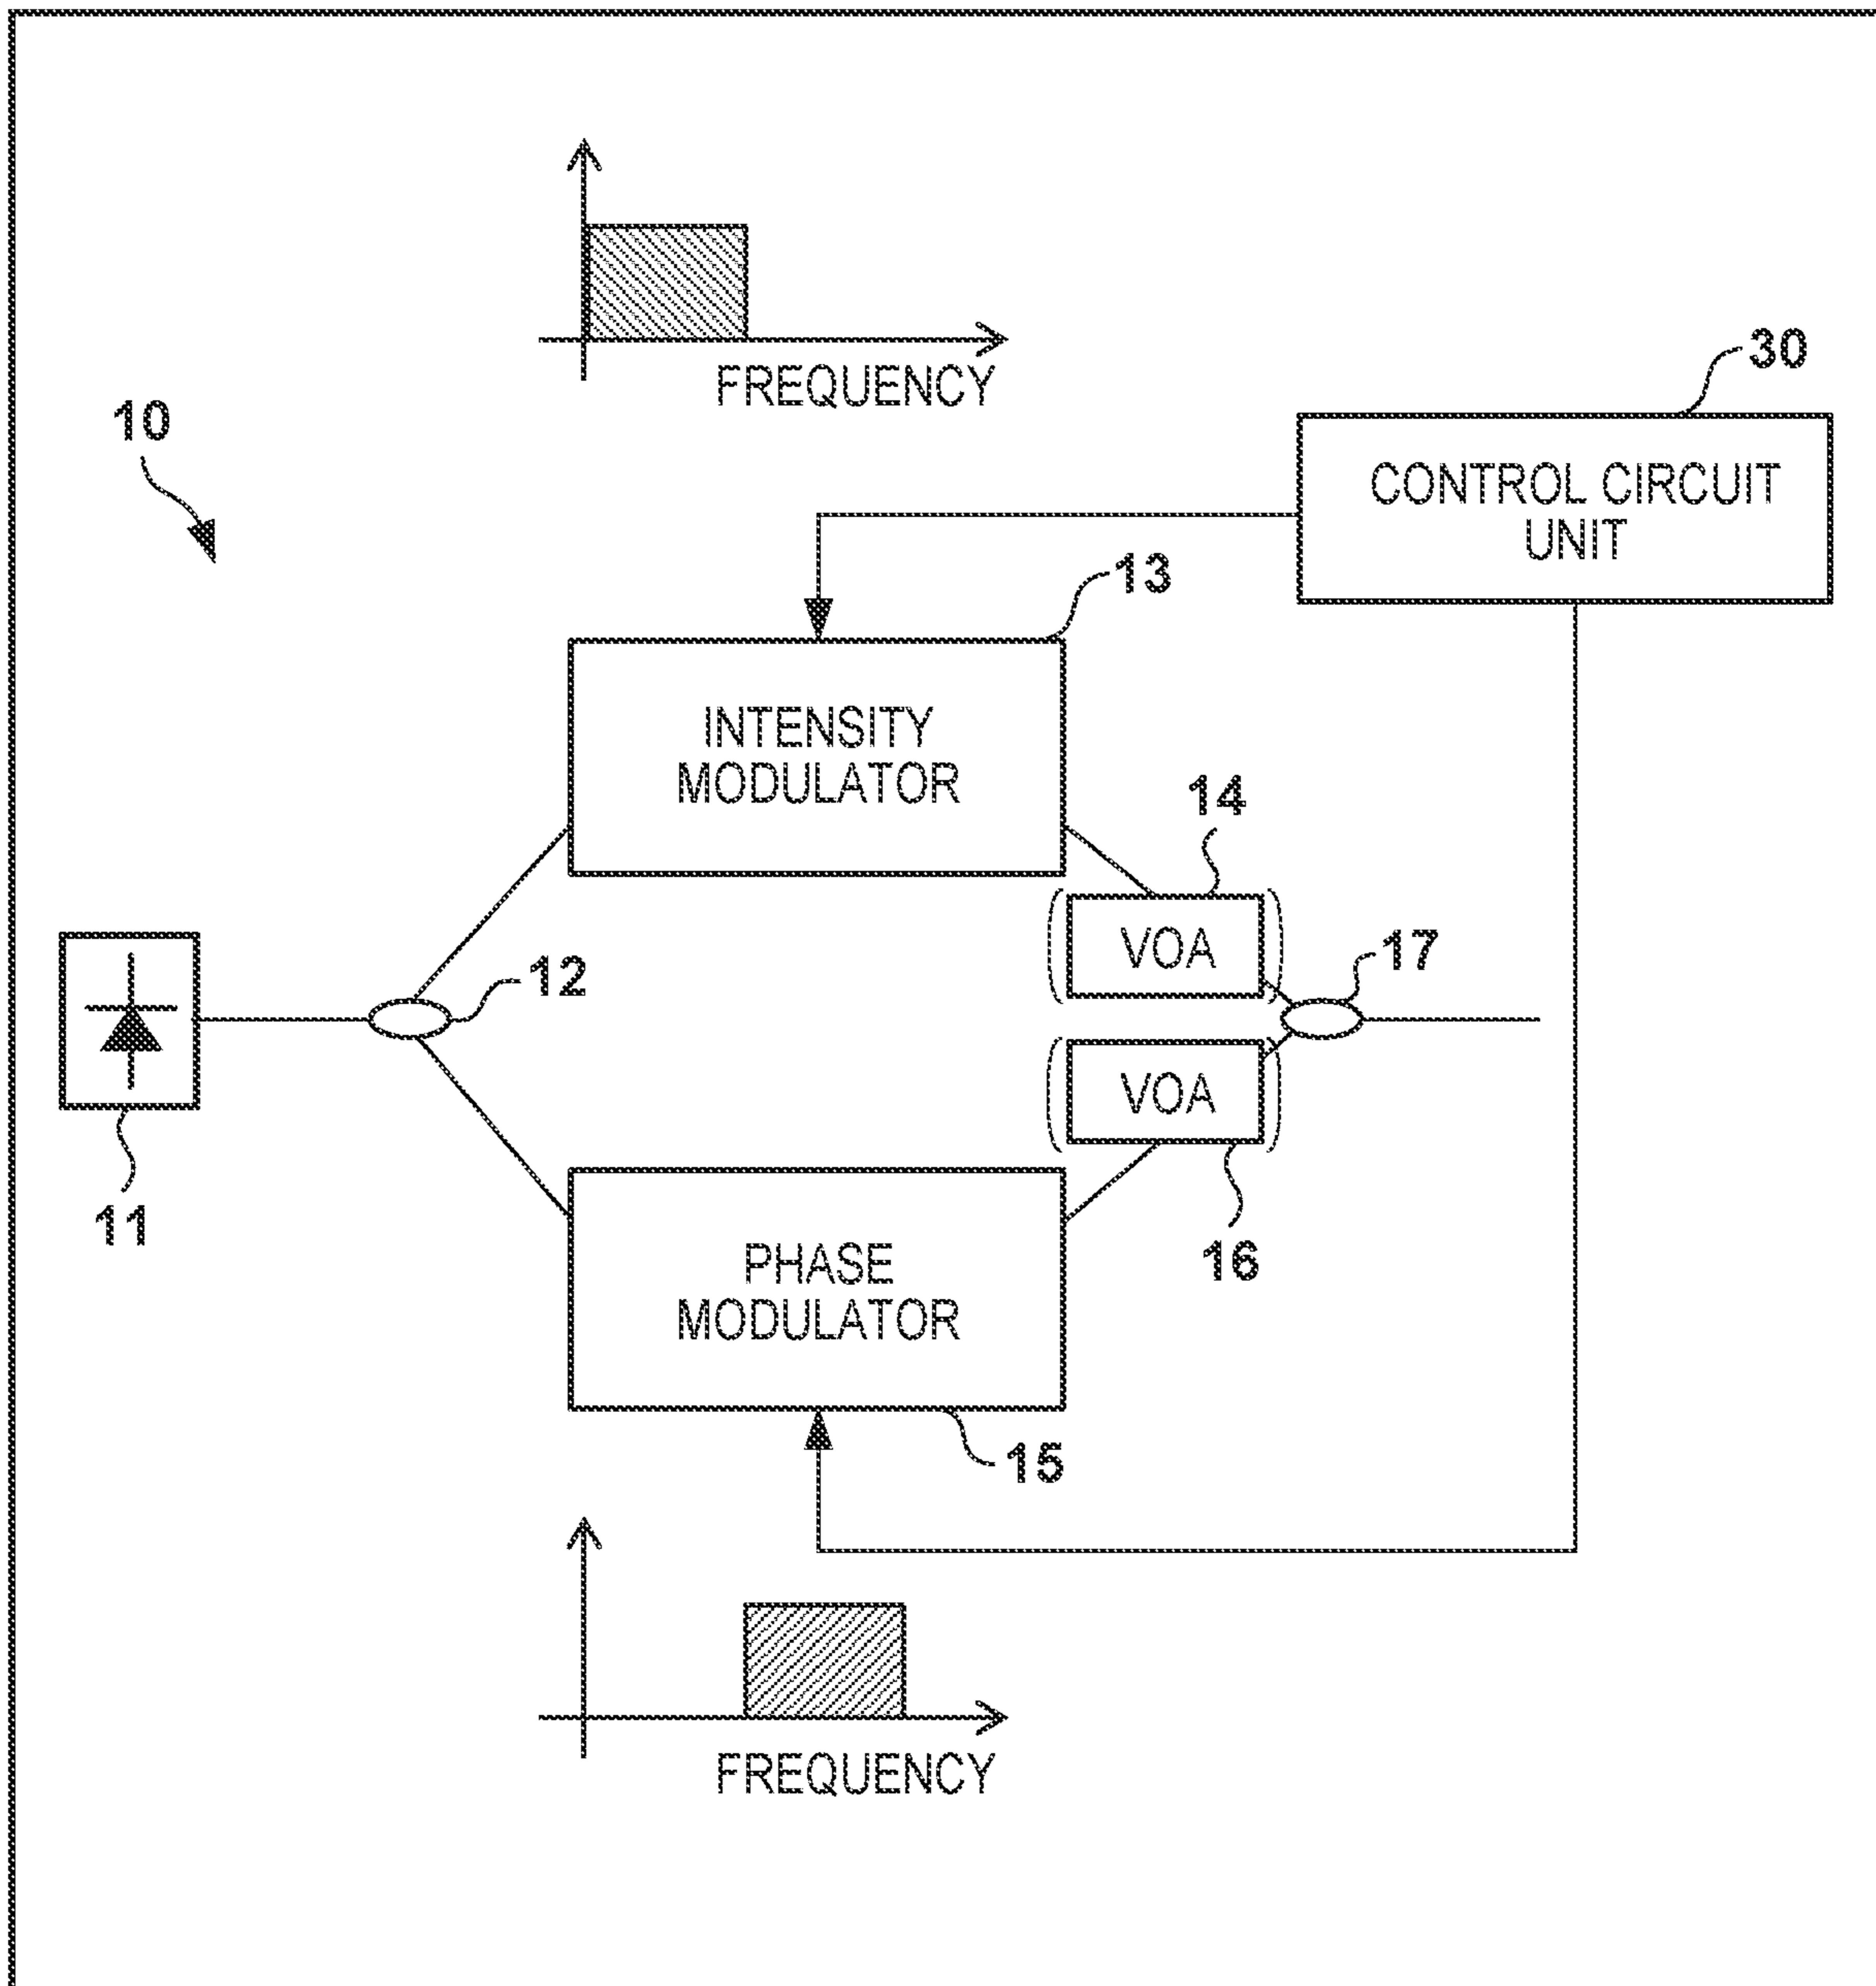 FREQUENCY
30
10
CONTROL CIRCUIT
UNIT
13
INTENSITY
MODULATOR
14
VOA
17
12
VOA
11
16
PHASE
MODULATOR
15
FREQUENCY